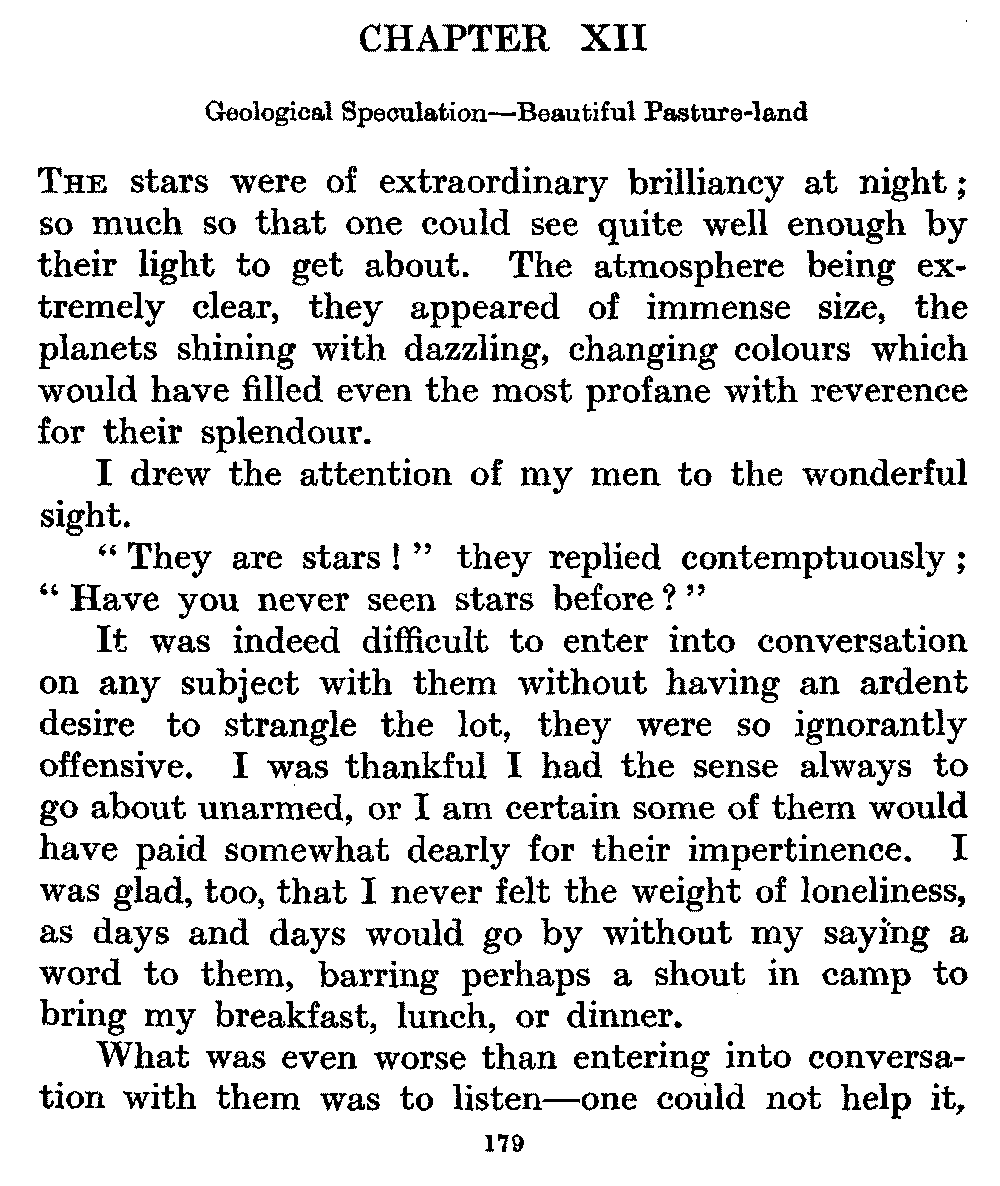 CHAPTER XII
Geological Speculation—Beautiful Pasture-land
THE stars were of extraordinary brilliancy at night;
so much so that one could see quite well enough by
their light to get about. The atmosphere being ex-
tremely clear, they appeared of immense size, the
planets shining with dazzling, changing colours which
would have filled even the most profane with reverence
for their splendour.
I drew the attention of my men to the wonderful
sight.
“They are stars!” they replied contemptuously;
“Have you never seen stars before?”
It was indeed difficult to enter into conversation
on any subject with them without having an ardent
desire to strangle the lot, they were so ignorantly
offensive. I was thankful I had the sense always to
go about unarmed, or I am certain some of them would
have paid somewhat dearly for their impertinence. I
was glad, too, that I never felt the weight of loneliness,
as days and days would go by without my saying a
word to them, barring perhaps a shout in camp to
bring my breakfast, lunch, or dinner.
What was even worse than entering into conversa-
tion with them was to listen—one could not help it,
179